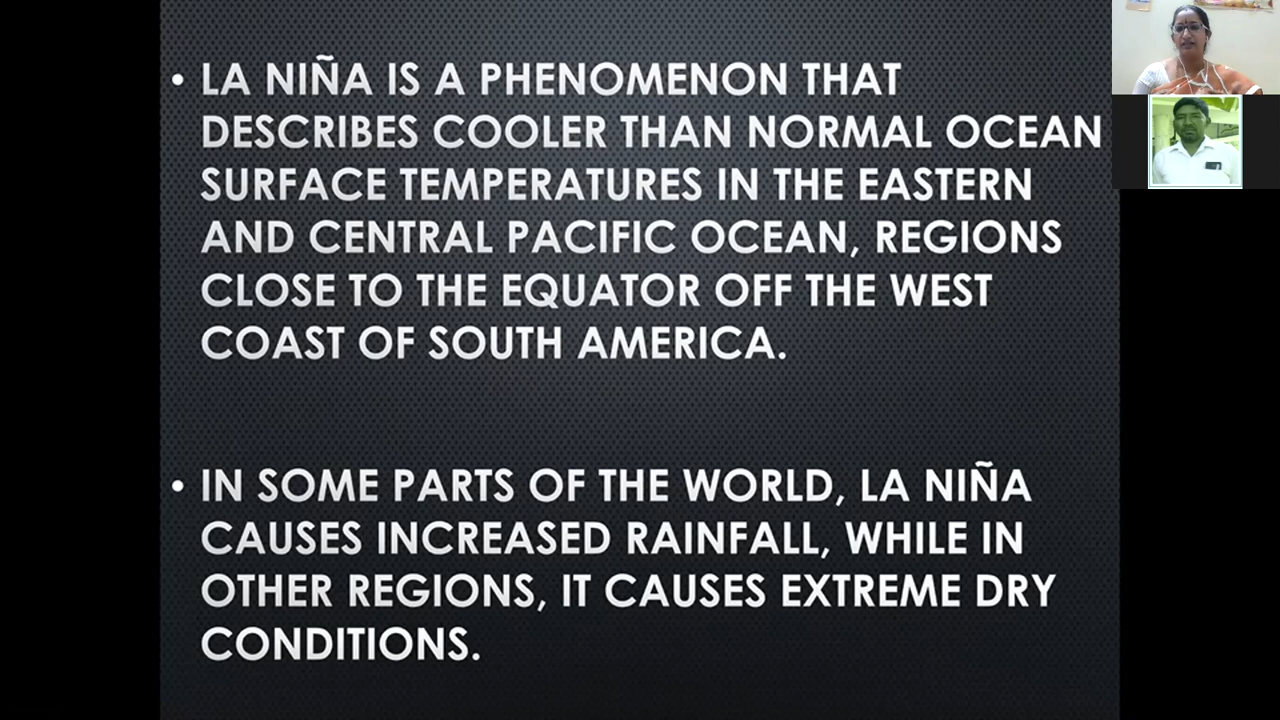 • LA NIÑA IS A PHENOMENON THAT
DESCRIBES COOLER THAN NORMAL OCEAN
SURFACE TEMPERATURES IN THE EASTERN
AND CENTRAL PACIFIC OCEAN, REGIONS
CLOSE TO THE EQUATOR OFF THE WEST
COAST OF SOUTH AMERICA.
• IN SOME PARTS OF THE WORLD, LA NIÑA
CAUSES INCREASED RAINFALL, WHILE IN
OTHER REGIONS, IT CAUSES EXTREME DRY
CONDITIONS.